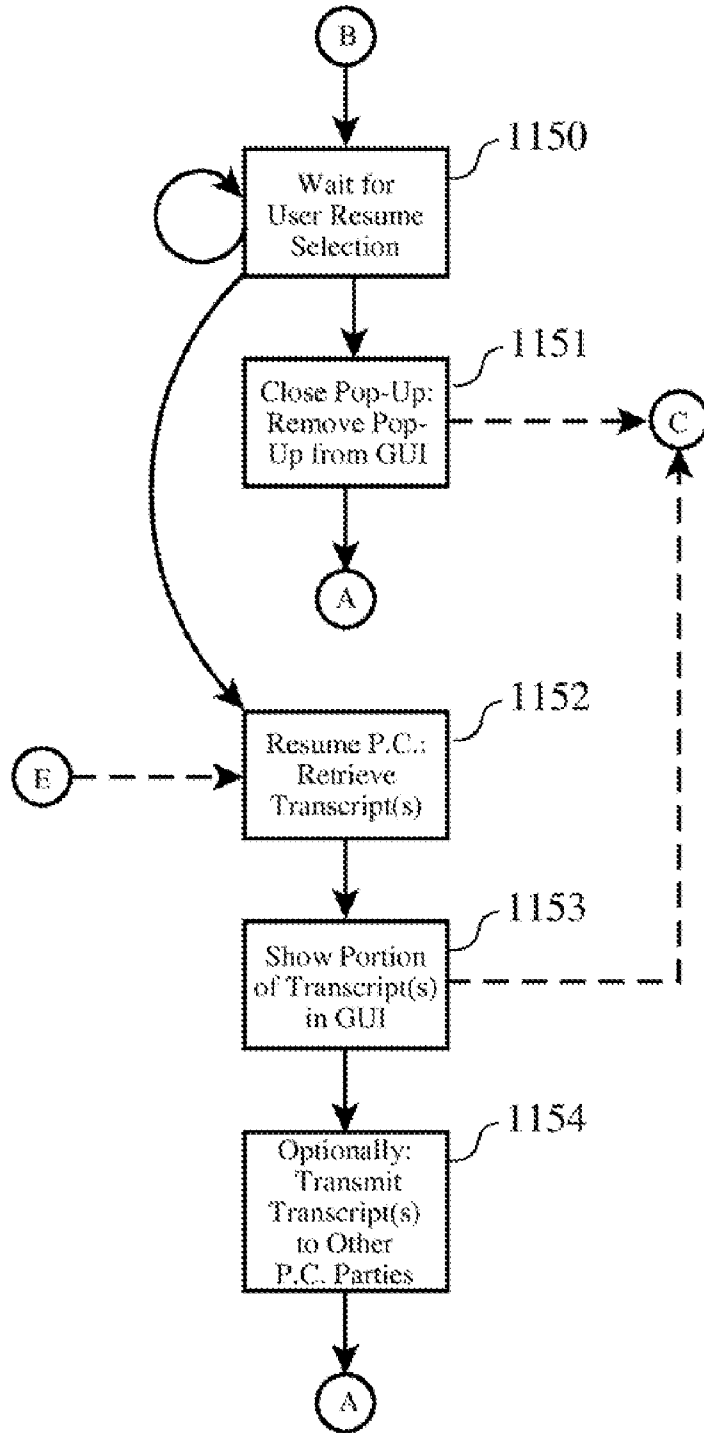 B
1150
Wait for
User Resume
Selection
1151
Close Pop-Up:
Remove Pop-
Up from GUI
C
A
1152
Resume P.C.:
Retrieve
Transcript(s)
E
1153
Show Portion
of Transcript(s)
in GUI
1154
Optionally:
Transmit
Transcript(s)
to Other
P.C. Parties
A